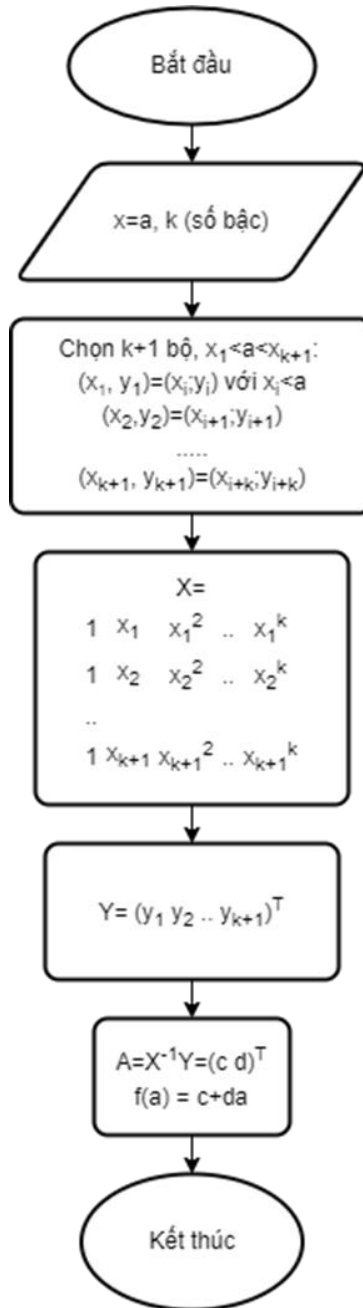 Bắt đầu
x=a, k (số bậc)
Chọn k+1 bộ, x₁<a<xₖ₊₁:
(x₁, y₁)=(xᵢ;yᵢ) với xᵢ<a
(x₂,y₂)=(xᵢ₊₁;yᵢ₊₁)
.....
(xₖ₊₁, yₖ₊₁)=(xᵢ₊ₖ;yᵢ₊ₖ)
X=
1 x₁ x₁² .. x₁ᵏ
1 x₂ x₂² .. x₂ᵏ
..
1 xₖ₊₁ xₖ₊₁² .. xₖ₊₁ᵏ
Y= (y₁ y₂ .. yₖ₊₁)ᵀ
A=X⁻¹Y=(c d)ᵀ
f(a) = c+da
Kết thúc